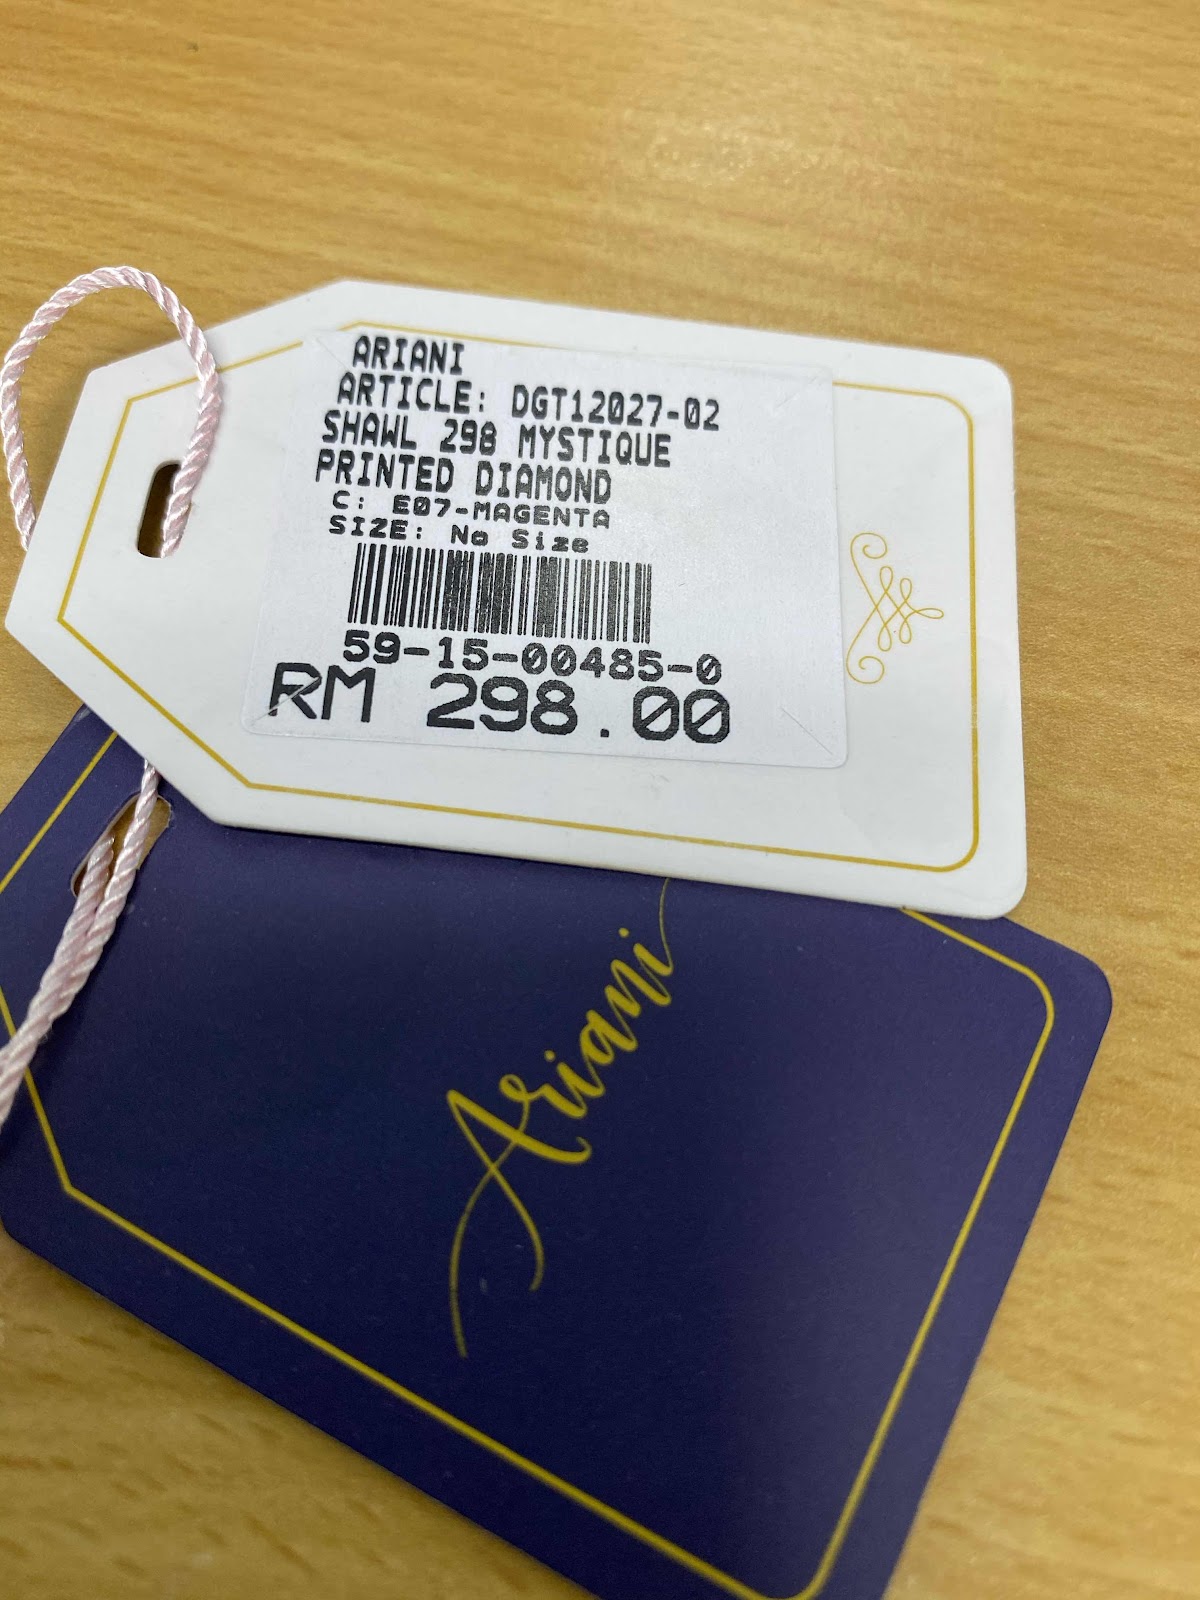 ARIANI
ARTICLE: DGT12027-02
SHAWL 298 MYSTIQUE
PRINTED DIAMOND
C: E07-MAGENTA
SIZE: No Size
59-15-00485-0
RM 298.00
Ariani